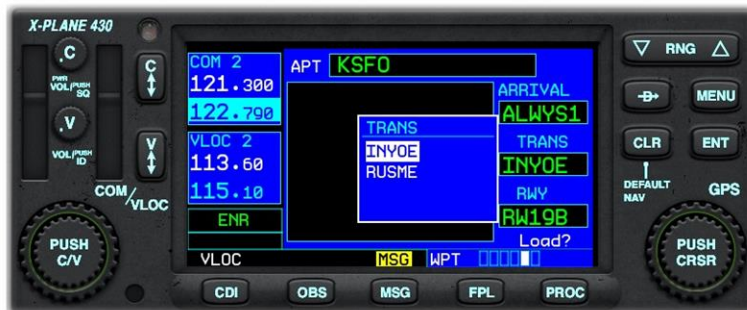 X-PLANE 430
.C
PWR VOL/PUSH SQ
C
.V
VOL/PUSH ID
V
COM/VLOC
PUSH C/V
COM 2
121.300
122.790
VLOC 2
113.60
115.10
ENR
VLOC
MSG
WPT
APT KSFO
TRANS
INYOE
RUSME
ARRIVAL
ALWYS1
TRANS
INYOE
RWY
RW19B
Load?
RNG
D
MENU
CLR
ENT
DEFAULT NAV
GPS
PUSH CRSR
CDI
OBS
MSG
FPL
PROC